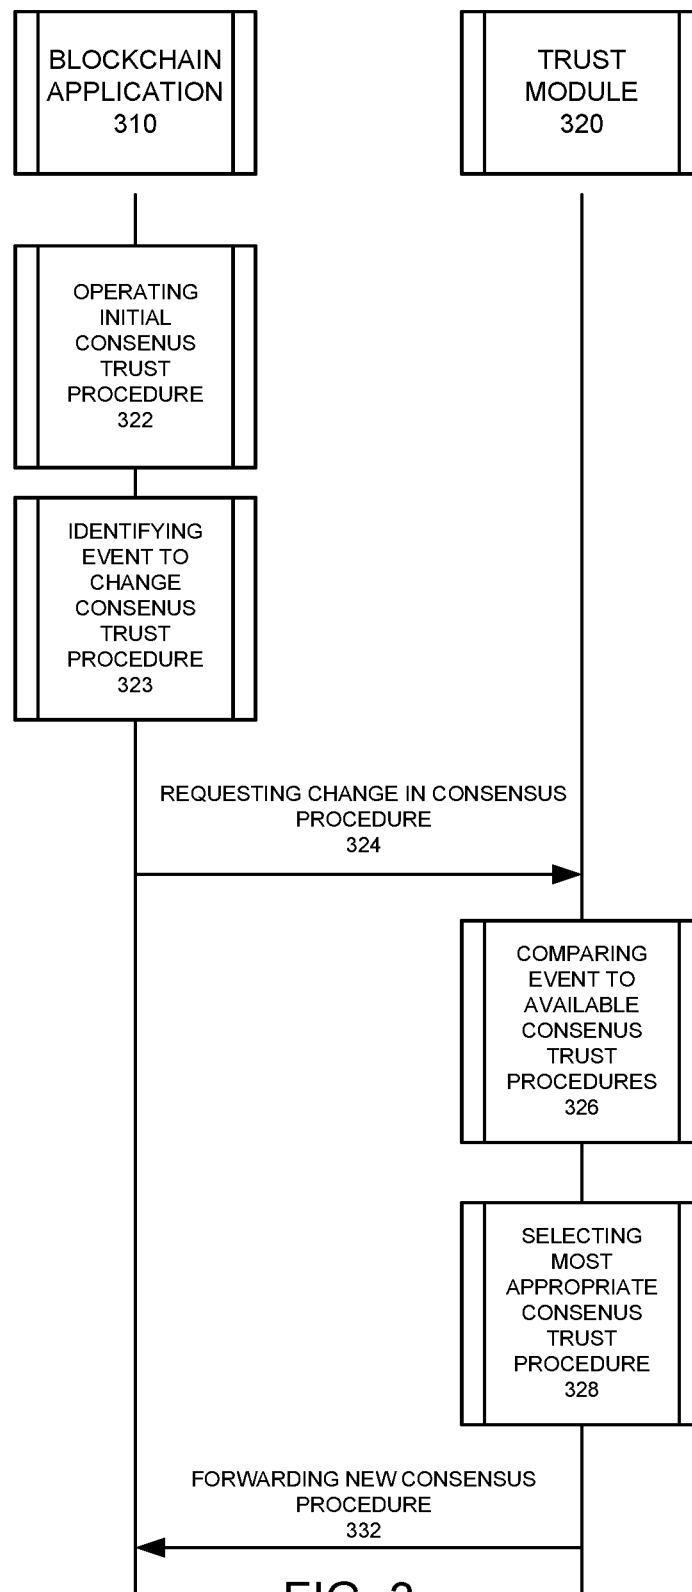 BLOCKCHAIN
APPLICATION
310
TRUST
MODULE
320
OPERATING
INITIAL
CONSENUS
TRUST
PROCEDURE
322
IDENTIFYING
EVENT TO
CHANGE
CONSENUS
TRUST
PROCEDURE
323
REQUESTING CHANGE IN CONSENSUS
PROCEDURE
324
COMPARING
EVENT TO
AVAILABLE
CONSENUS
TRUST
PROCEDURES
326
SELECTING
MOST
APPROPRIATE
CONSENUS
TRUST
PROCEDURE
328
FORWARDING NEW CONSENSUS
PROCEDURE
332